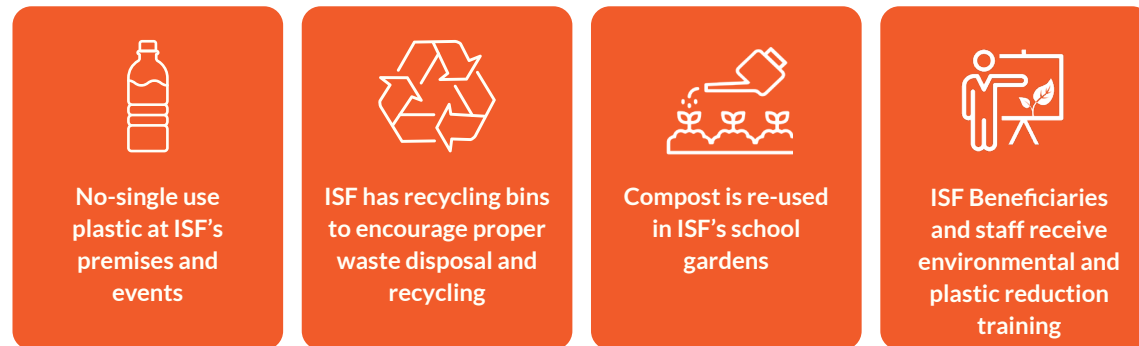 No-single use
plastic at ISF's
premises and
events
ISF has recycling bins
to encourage proper
waste disposal and
recycling
Compost is re-used
in ISF's school
gardens
ISF Beneficiaries
and staff receive
environmental and
plastic reduction
training